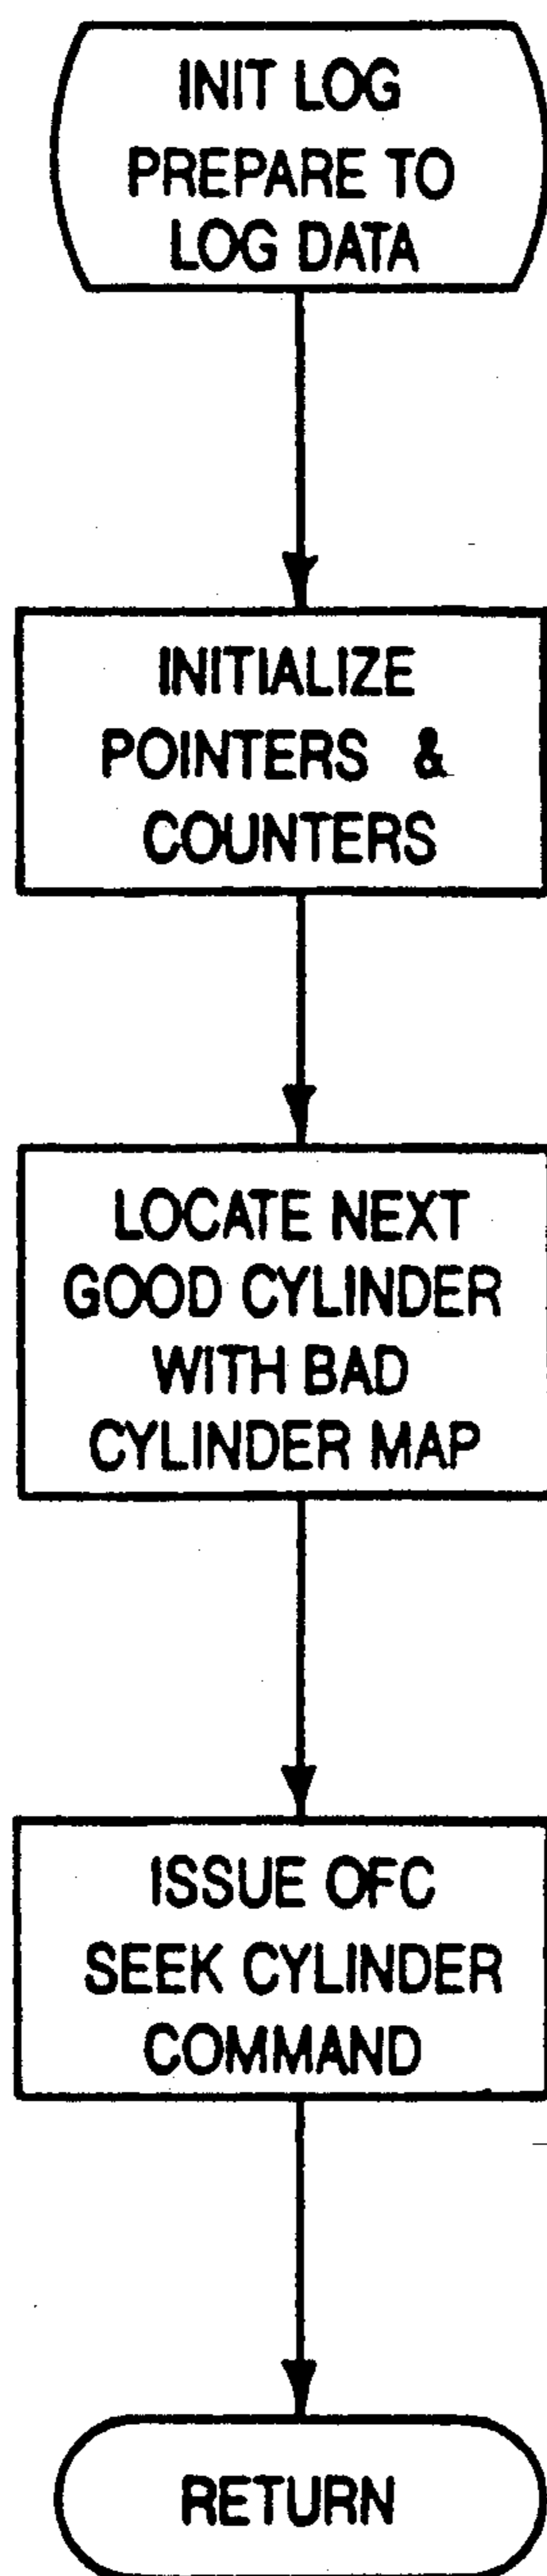 INIT LOG
PREPARE TO
LOG DATA
INITIALIZE
POINTERS &
COUNTERS
LOCATE NEXT
GOOD CYLINDER
WITH BAD
CYLINDER MAP
ISSUE OFC
SEEK CYLINDER
COMMAND
RETURN